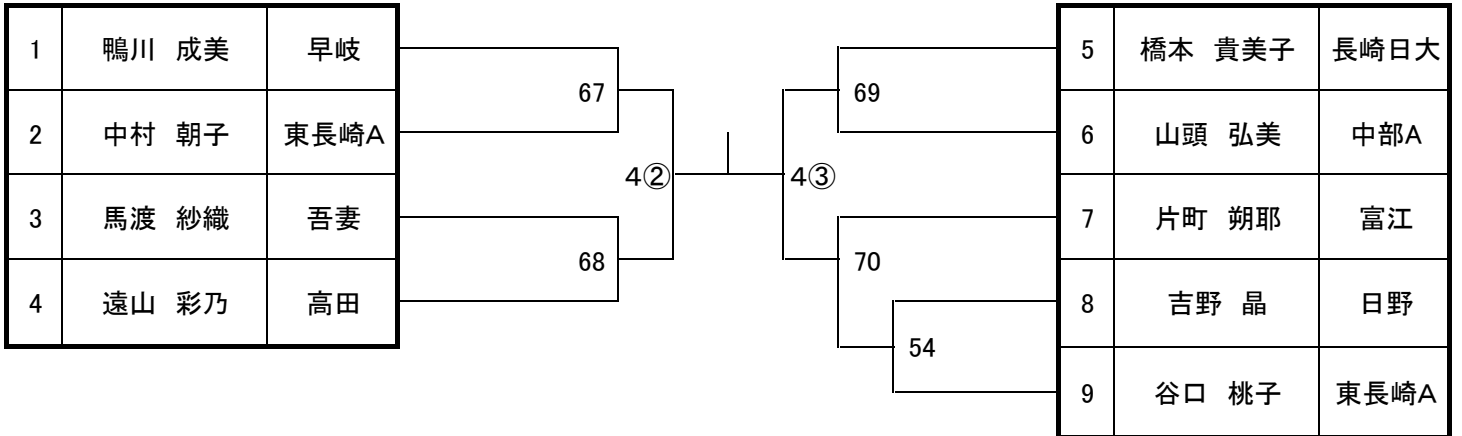 1 鴨川 成美 早岐
2 中村 朝子 東長崎A
3 馬渡 紗織 吾妻
4 遠山 彩乃 高田
67
68
4②
4③
69
70
54
5 橋本 貴美子 長崎日大
6 山頭 弘美 中部A
7 片町 朔耶 富江
8 吉野 晶 日野
9 谷口 桃子 東長崎A